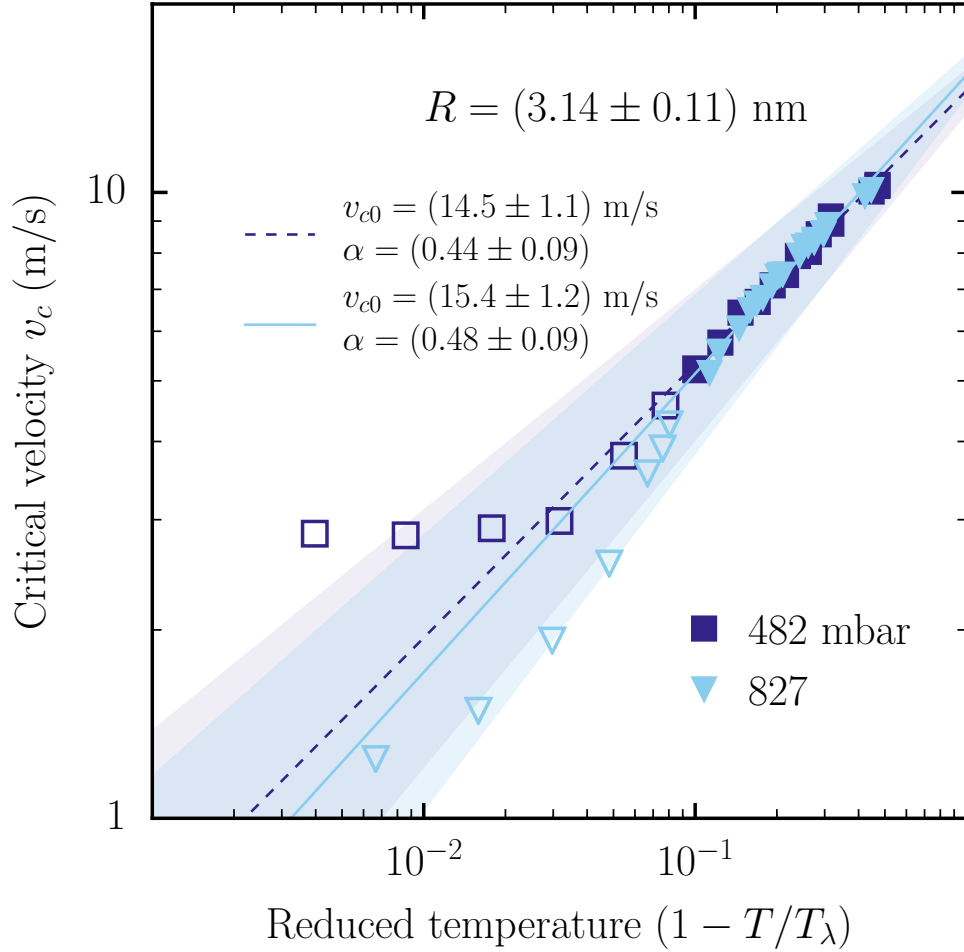 R = (3.14 ± 0.11) nm
v_{c0} = (14.5 ± 1.1) m/s
α = (0.44 ± 0.09)
v_{c0} = (15.4 ± 1.2) m/s
α = (0.48 ± 0.09)
482 mbar
827
10
1
Critical velocity v_c (m/s)
10⁻²
10⁻¹
Reduced temperature (1 − T/T_λ)